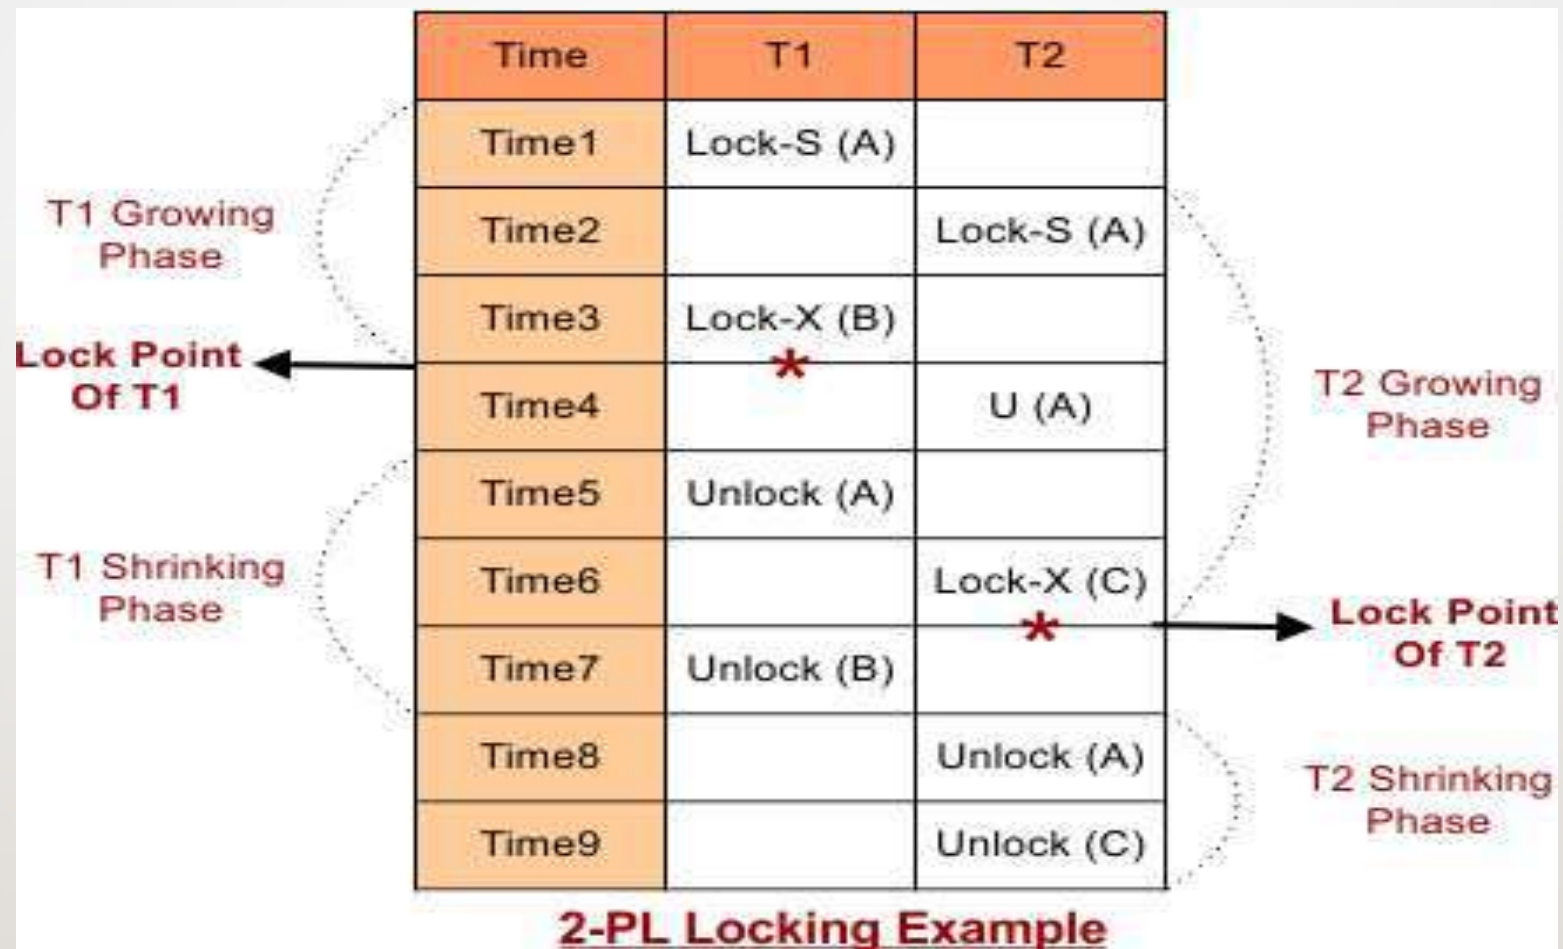 Time T1 T2
Time1 Lock-S (A)
T1 Growing
Phase
Time2 Lock-S (A)
Time3 Lock-X (B)
*
Lock Point
Of T1
Time4 U (A)
T2 Growing
Phase
Time5 Unlock (A)
T1 Shrinking
Phase
Time6 Lock-X (C)
*
Lock Point
Of T2
Time7 Unlock (B)
Time8 Unlock (A)
T2 Shrinking
Phase
Time9 Unlock (C)
2-PL Locking Example